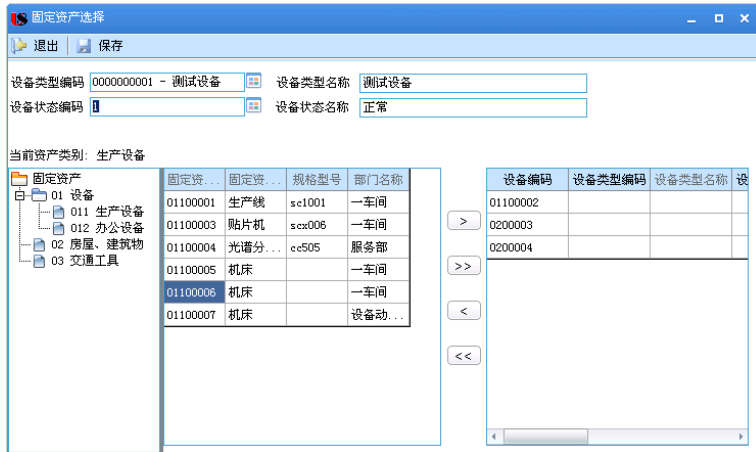 固定资产选择
退出 保存
设备类型编码 0000000001 - 测试设备 设备类型名称 测试设备
设备状态编码 1 设备状态名称 正常
当前资产类别: 生产设备
固定资产
01 设备
011 生产设备
012 办公设备
02 房屋、建筑物
03 交通工具
固定资... 固定资... 规格型号 部门名称
01100001 生产线 sc1001 一车间
01100003 贴片机 scx006 一车间
01100004 光谱分... cc505 服务部
01100005 机床 一车间
01100006 机床 一车间
01100007 机床 设备动...
>
>>
<
<<
设备编码 设备类型编码 设备类型名称 设
01100002
0200003
0200004